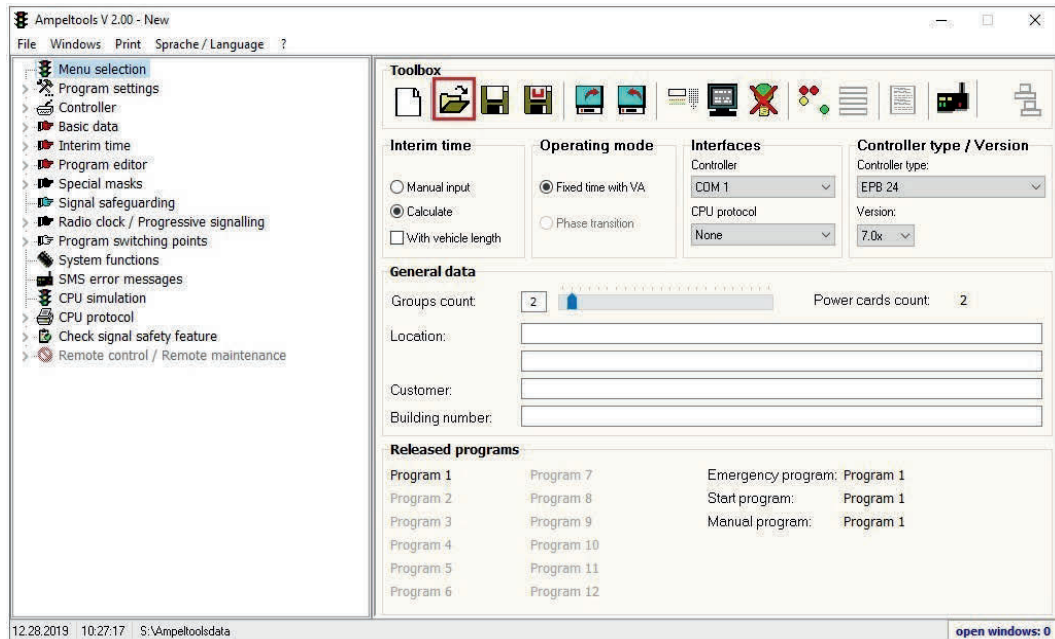 Ampeltools V 2.00 - New
File Windows Print Sprache / Language ?
Menu selection
Program settings
Controller
Basic data
Interim time
Program editor
Special masks
Signal safeguarding
Radio clock / Progressive signalling
Program switching points
System functions
SMS error messages
CPU simulation
CPU protocol
Check signal safety feature
Remote control / Remote maintenance
Toolbox
Interim time
Manual input
Calculate
With vehicle length
Operating mode
Fixed time with VA
Phase transition
Interfaces
Controller
COM 1
CPU protocol
None
Controller type / Version
Controller type:
EPB 24
Version:
7.0x
General data
Groups count: 2 Power cards count: 2
Location:
Customer:
Building number:
Released programs
Program 1 Program 7 Emergency program: Program 1
Program 2 Program 8 Start program: Program 1
Program 3 Program 9 Manual program: Program 1
Program 4 Program 10
Program 5 Program 11
Program 6 Program 12
12.28.2019 10:27:17 S:\Ampeltoolsdata open windows: 0